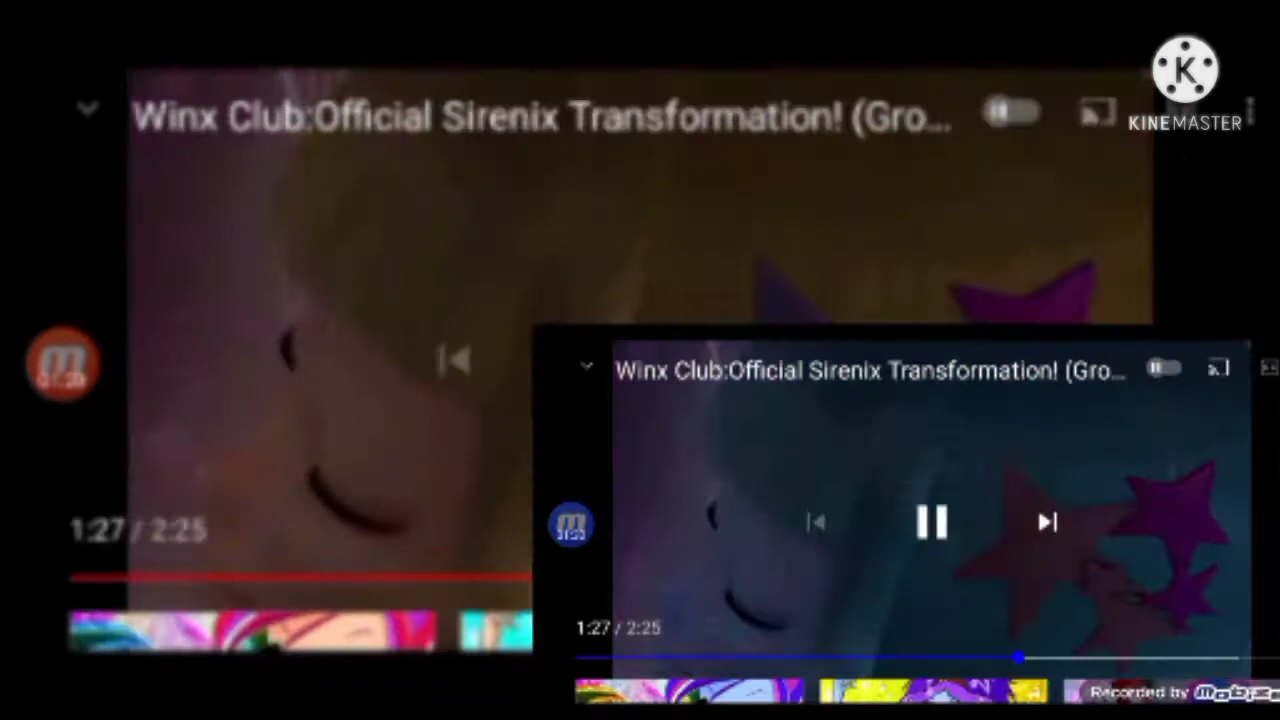 Winx Club:Official Sirenix Transformation! (Gro...
KINEMASTER
Winx Club:Official Sirenix Transformation! (Gro...
1:27 / 2:25
1:27 / 2:25
Recorded by